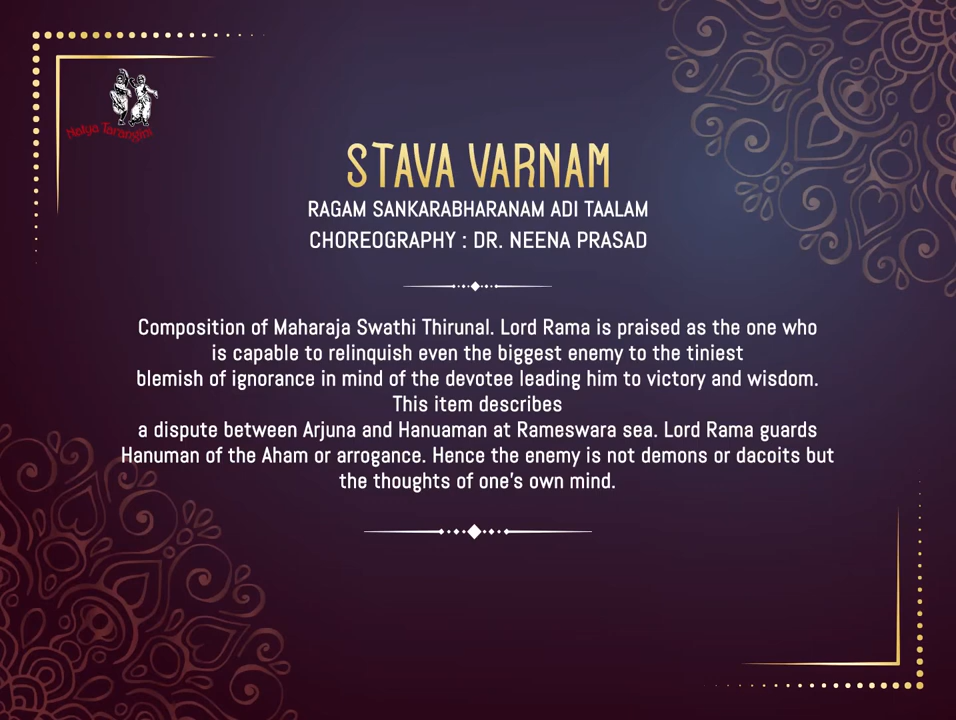 Natya Tarangini
STAVA VARNAM
RAGAM SANKARABHARANAM ADI TAALAM
CHOREOGRAPHY : DR. NEENA PRASAD
Composition of Maharaja Swathi Thirunal. Lord Rama is praised as the one who
is capable to relinquish even the biggest enemy to the tiniest
blemish of ignorance in mind of the devotee leading him to victory and wisdom.
This item describes
a dispute between Arjuna and Hanuaman at Rameswara sea. Lord Rama guards
Hanuman of the Aham or arrogance. Hence the enemy is not demons or dacoits but
the thoughts of one's own mind.